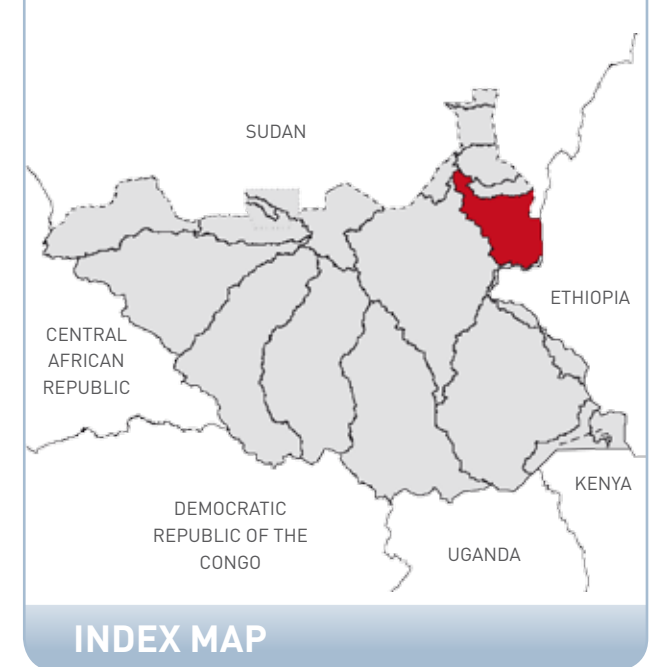 SUDAN
ETHIOPIA
CENTRAL
AFRICAN
REPUBLIC
KENYA
DEMOCRATIC
REPUBLIC OF THE
CONGO
UGANDA
INDEX MAP